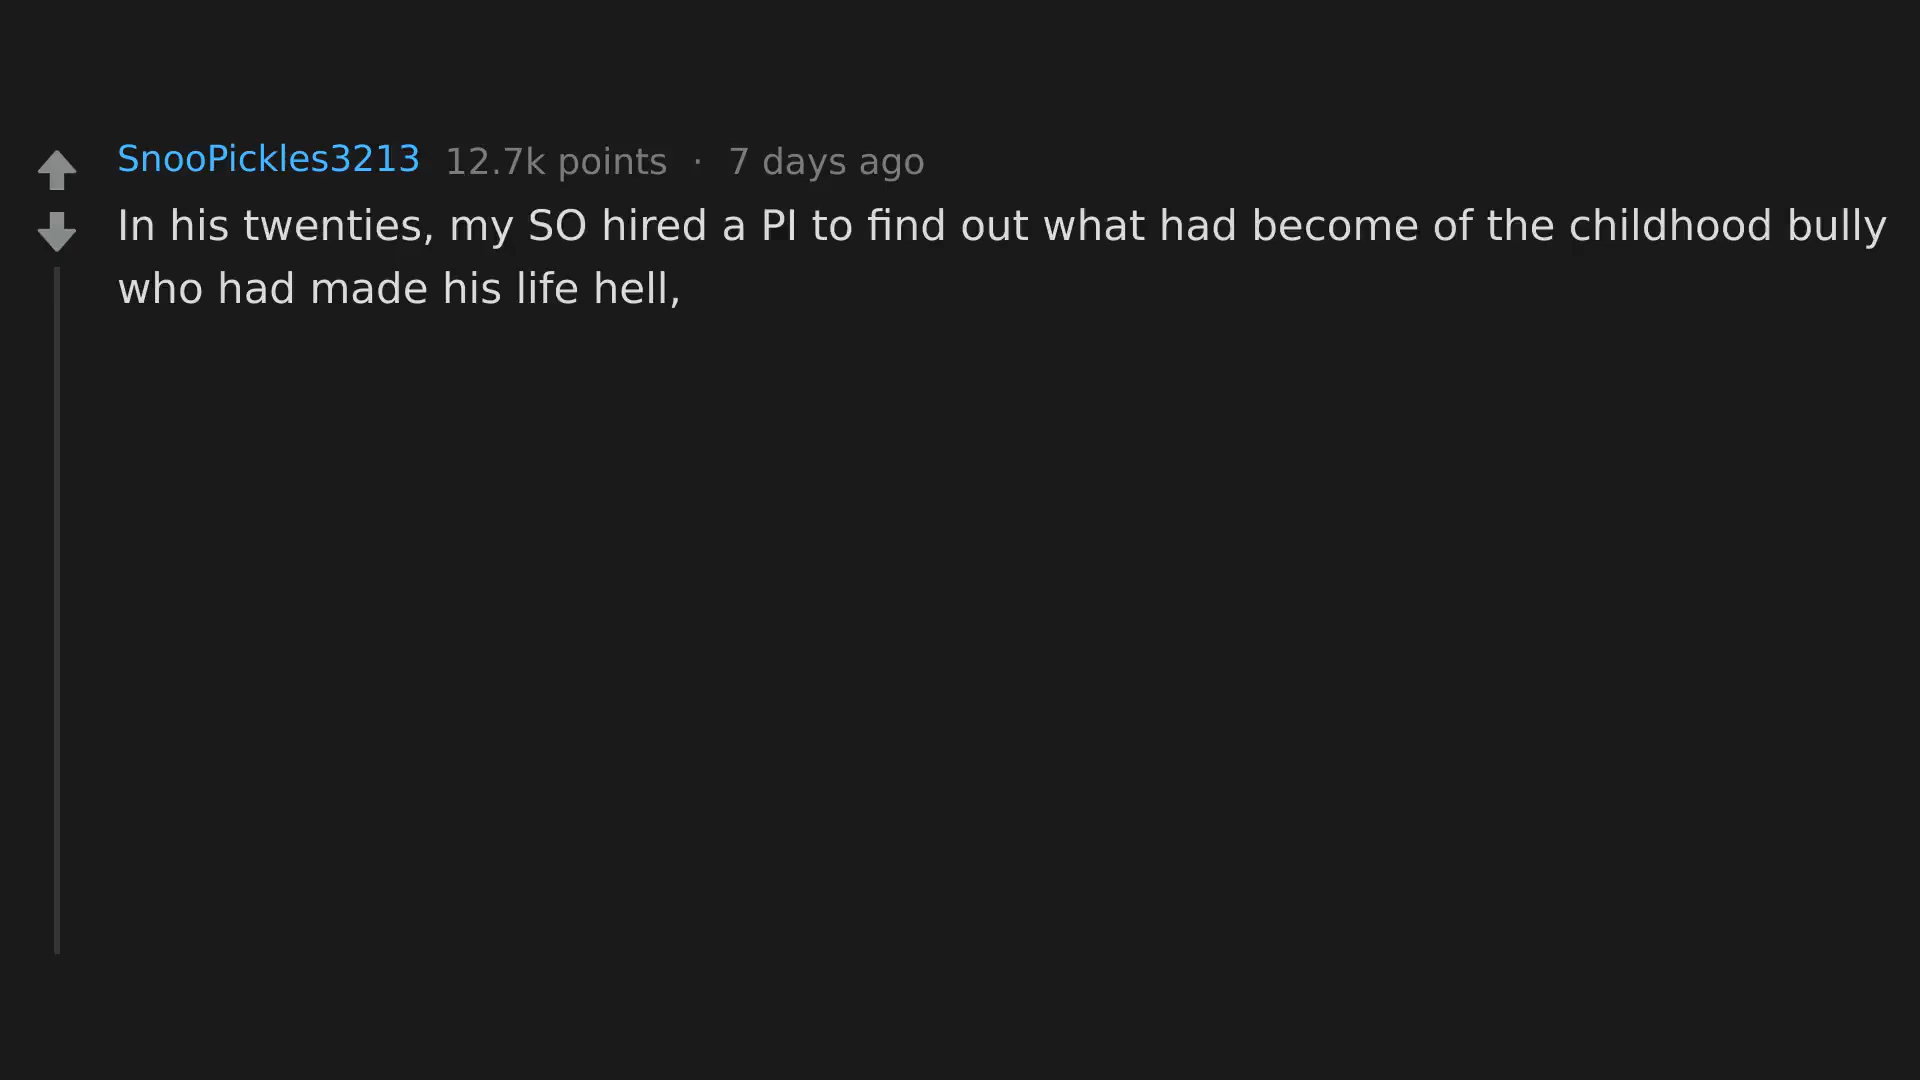 SnooPickles3213 12.7k points · 7 days ago
In his twenties, my SO hired a PI to find out what had become of the childhood bully
who had made his life hell,